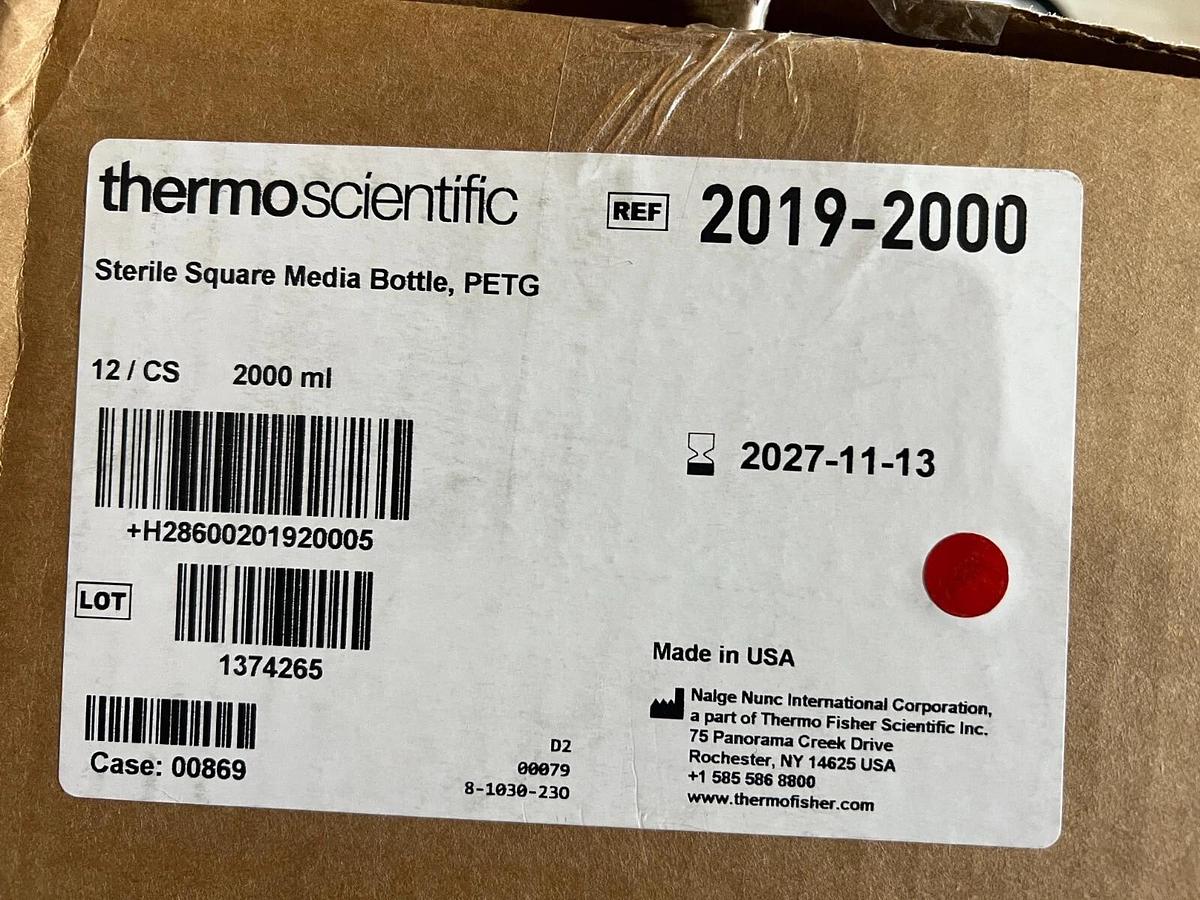 thermoscientific
REF 2019-2000
Sterile Square Media Bottle, PETG
12 / CS 2000 ml
+H28600201920005
2027-11-13
LOT
1374265
Case: 00869
D2
00079
8-1030-23O
Made in USA
Nalge Nunc International Corporation,
a part of Thermo Fisher Scientific Inc.
75 Panorama Creek Drive
Rochester, NY 14625 USA
+1 585 586 8800
www.thermofisher.com